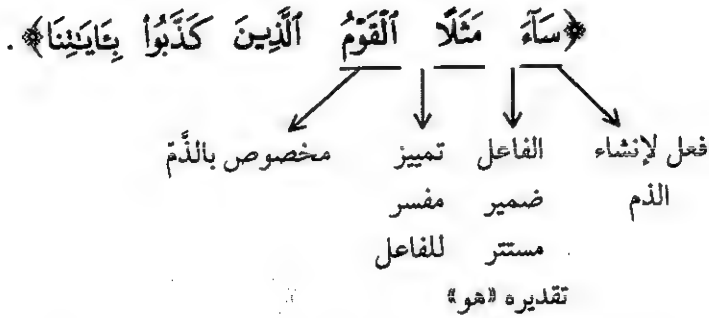 ﴿سَآءَ مَثَلًا ٱلْقَوْمُ ٱلَّذِينَ كَذَّبُوا۟ بِـَٔايَـٰتِنَا﴾ .
فعل لإنشاء الفاعل تمييز مخصوص بالذَّمّ
الذم ضمير مفسر
مستتر للفاعل
تقديره «هو»